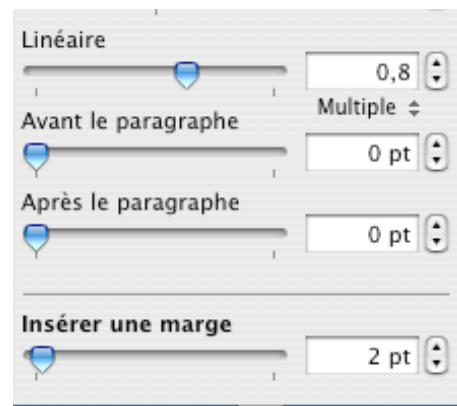 Linéaire
0,8
Multiple
Avant le paragraphe
0 pt
Après le paragraphe
0 pt
Insérer une marge
2 pt